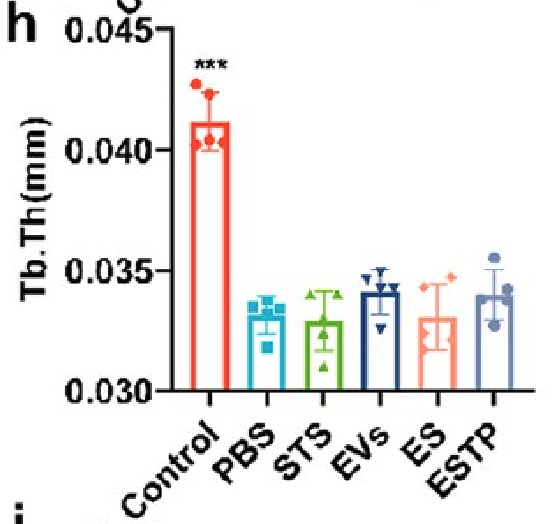 h
0.045
***
0.040
Tb.Th(mm)
0.035
0.030
Control
PBS
STS
EVs
ES
ESTP